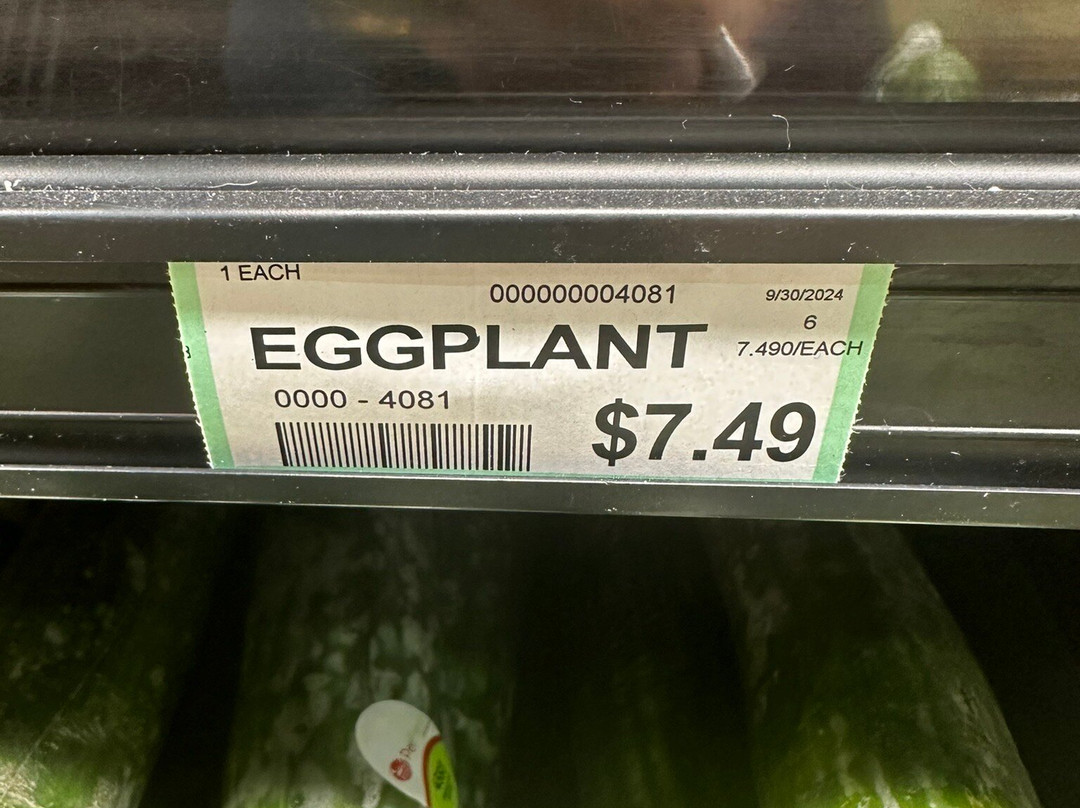 1 EACH
000000004081
9/30/2024
6
EGGPLANT
7.490/EACH
0000 - 4081
$7.49